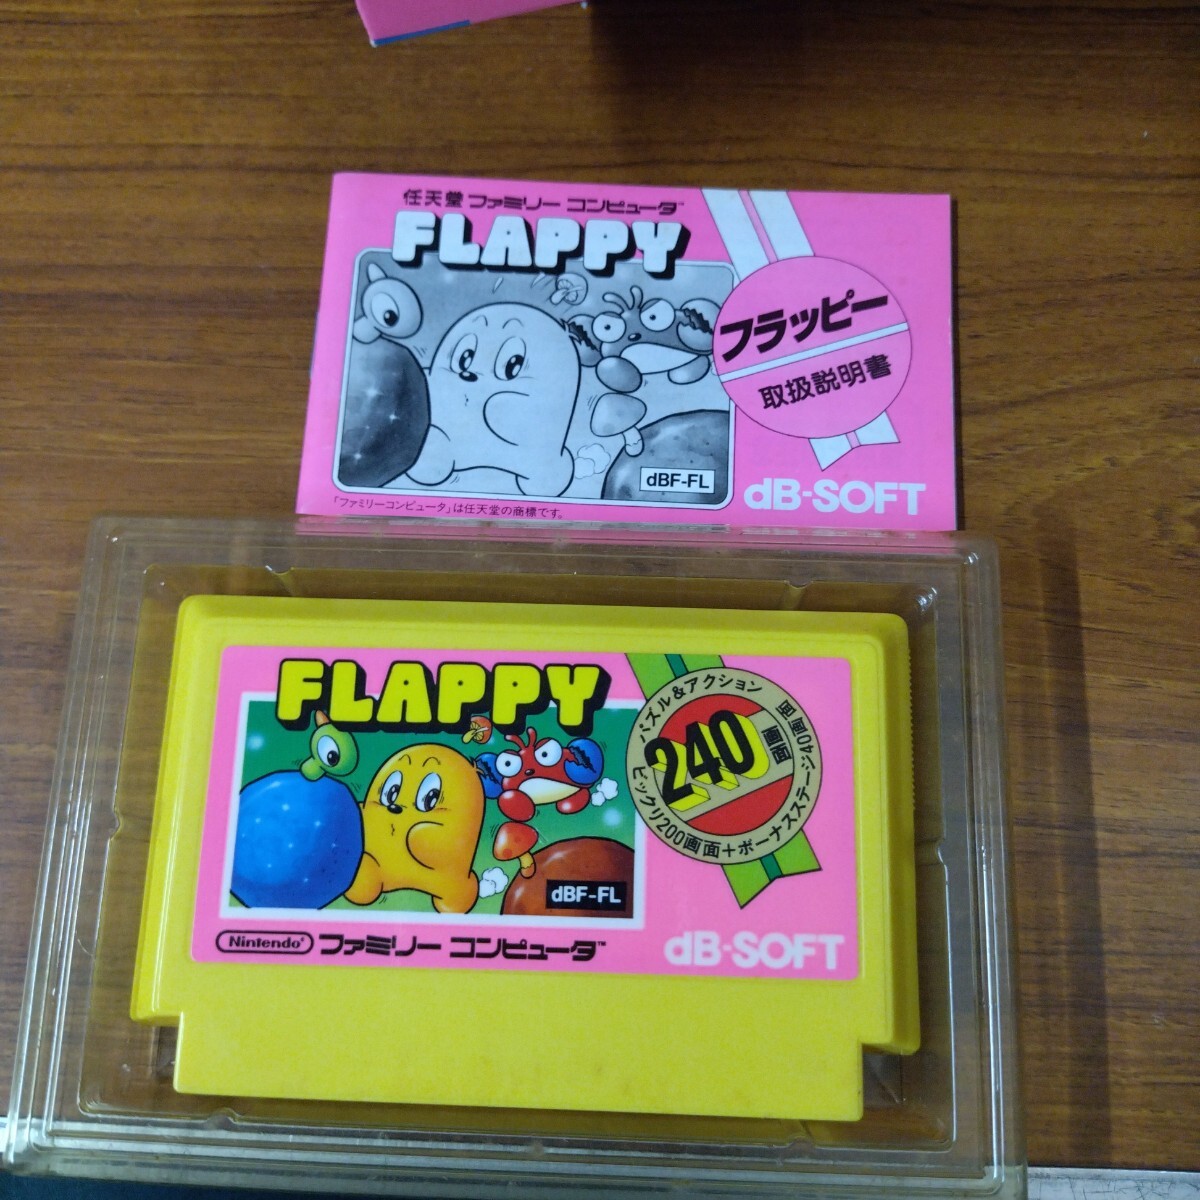 任天堂 ファミリー コンピュータ™
FLAPPY
フラッピー
取扱説明書
dBF-FL
dB-SOFT
「ファミリーコンピュータ」は任天堂の商標です。
FLAPPY
パズル&アクション
240画面
ビックリ200画面+ボーナスステージ40画面
dBF-FL
Nintendo® ファミリー コンピュータ™
dB-SOFT